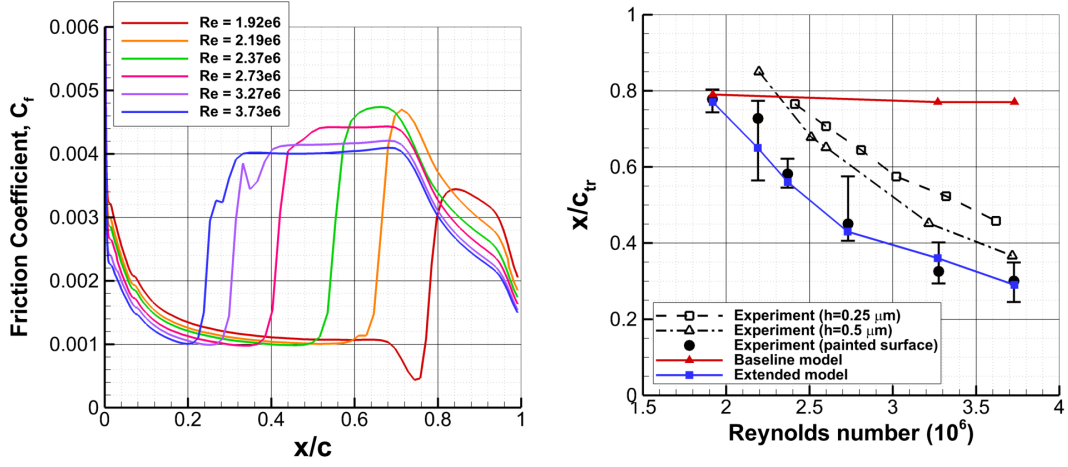 0.006
0.005
0.004
0.003
0.002
0.001
0
Friction Coefficient, Cf
Re = 1.92e6
Re = 2.19e6
Re = 2.37e6
Re = 2.73e6
Re = 3.27e6
Re = 3.73e6
0 0.2 0.4 0.6 0.8 1
x/c
1
0.8
0.6
0.4
0.2
0
x/ctr
Experiment (h=0.25 μm)
Experiment (h=0.5 μm)
Experiment (painted surface)
Baseline model
Extended model
1.5 2 2.5 3 3.5 4
Reynolds number (10⁶)